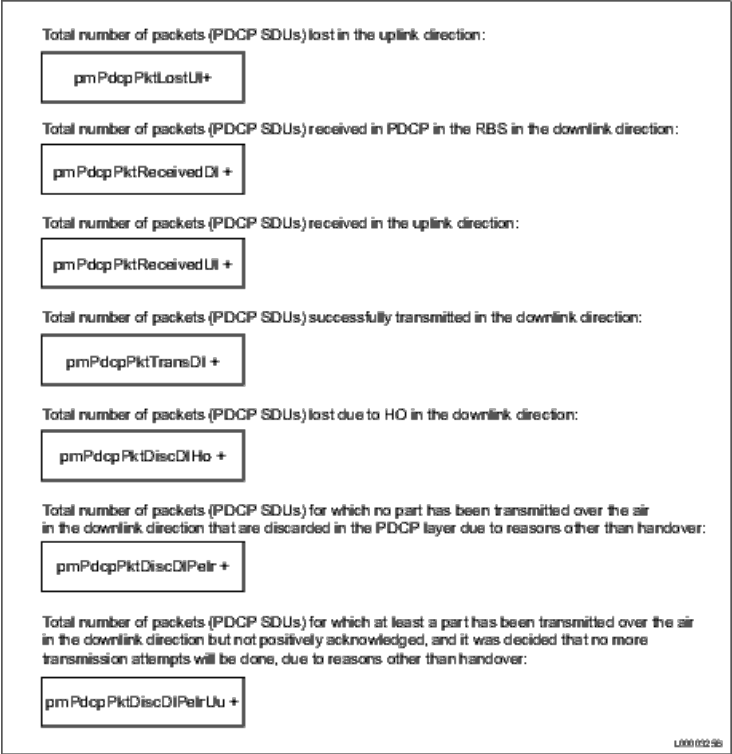 Total number of packets (PDCP SDUs) lost in the uplink direction:
pmPdcpPktLostUl+
Total number of packets (PDCP SDUs) received in PDCP in the RBS in the downlink direction:
pmPdcpPktReceivedDl +
Total number of packets (PDCP SDUs) received in the uplink direction:
pmPdcpPktReceivedUl +
Total number of packets (PDCP SDUs) successfully transmitted in the downlink direction:
pmPdcpPktTransDl +
Total number of packets (PDCP SDUs) lost due to HO in the downlink direction:
pmPdcpPktDiscDlHo +
Total number of packets (PDCP SDUs) for which no part has been transmitted over the air
in the downlink direction that are discarded in the PDCP layer due to reasons other than handover:
pmPdcpPktDiscDlPelr +
Total number of packets (PDCP SDUs) for which at least a part has been transmitted over the air
in the downlink direction but not positively acknowledged, and it was decided that no more
transmission attempts will be done, due to reasons other than handover:
pmPdcpPktDiscDlPelrUu +